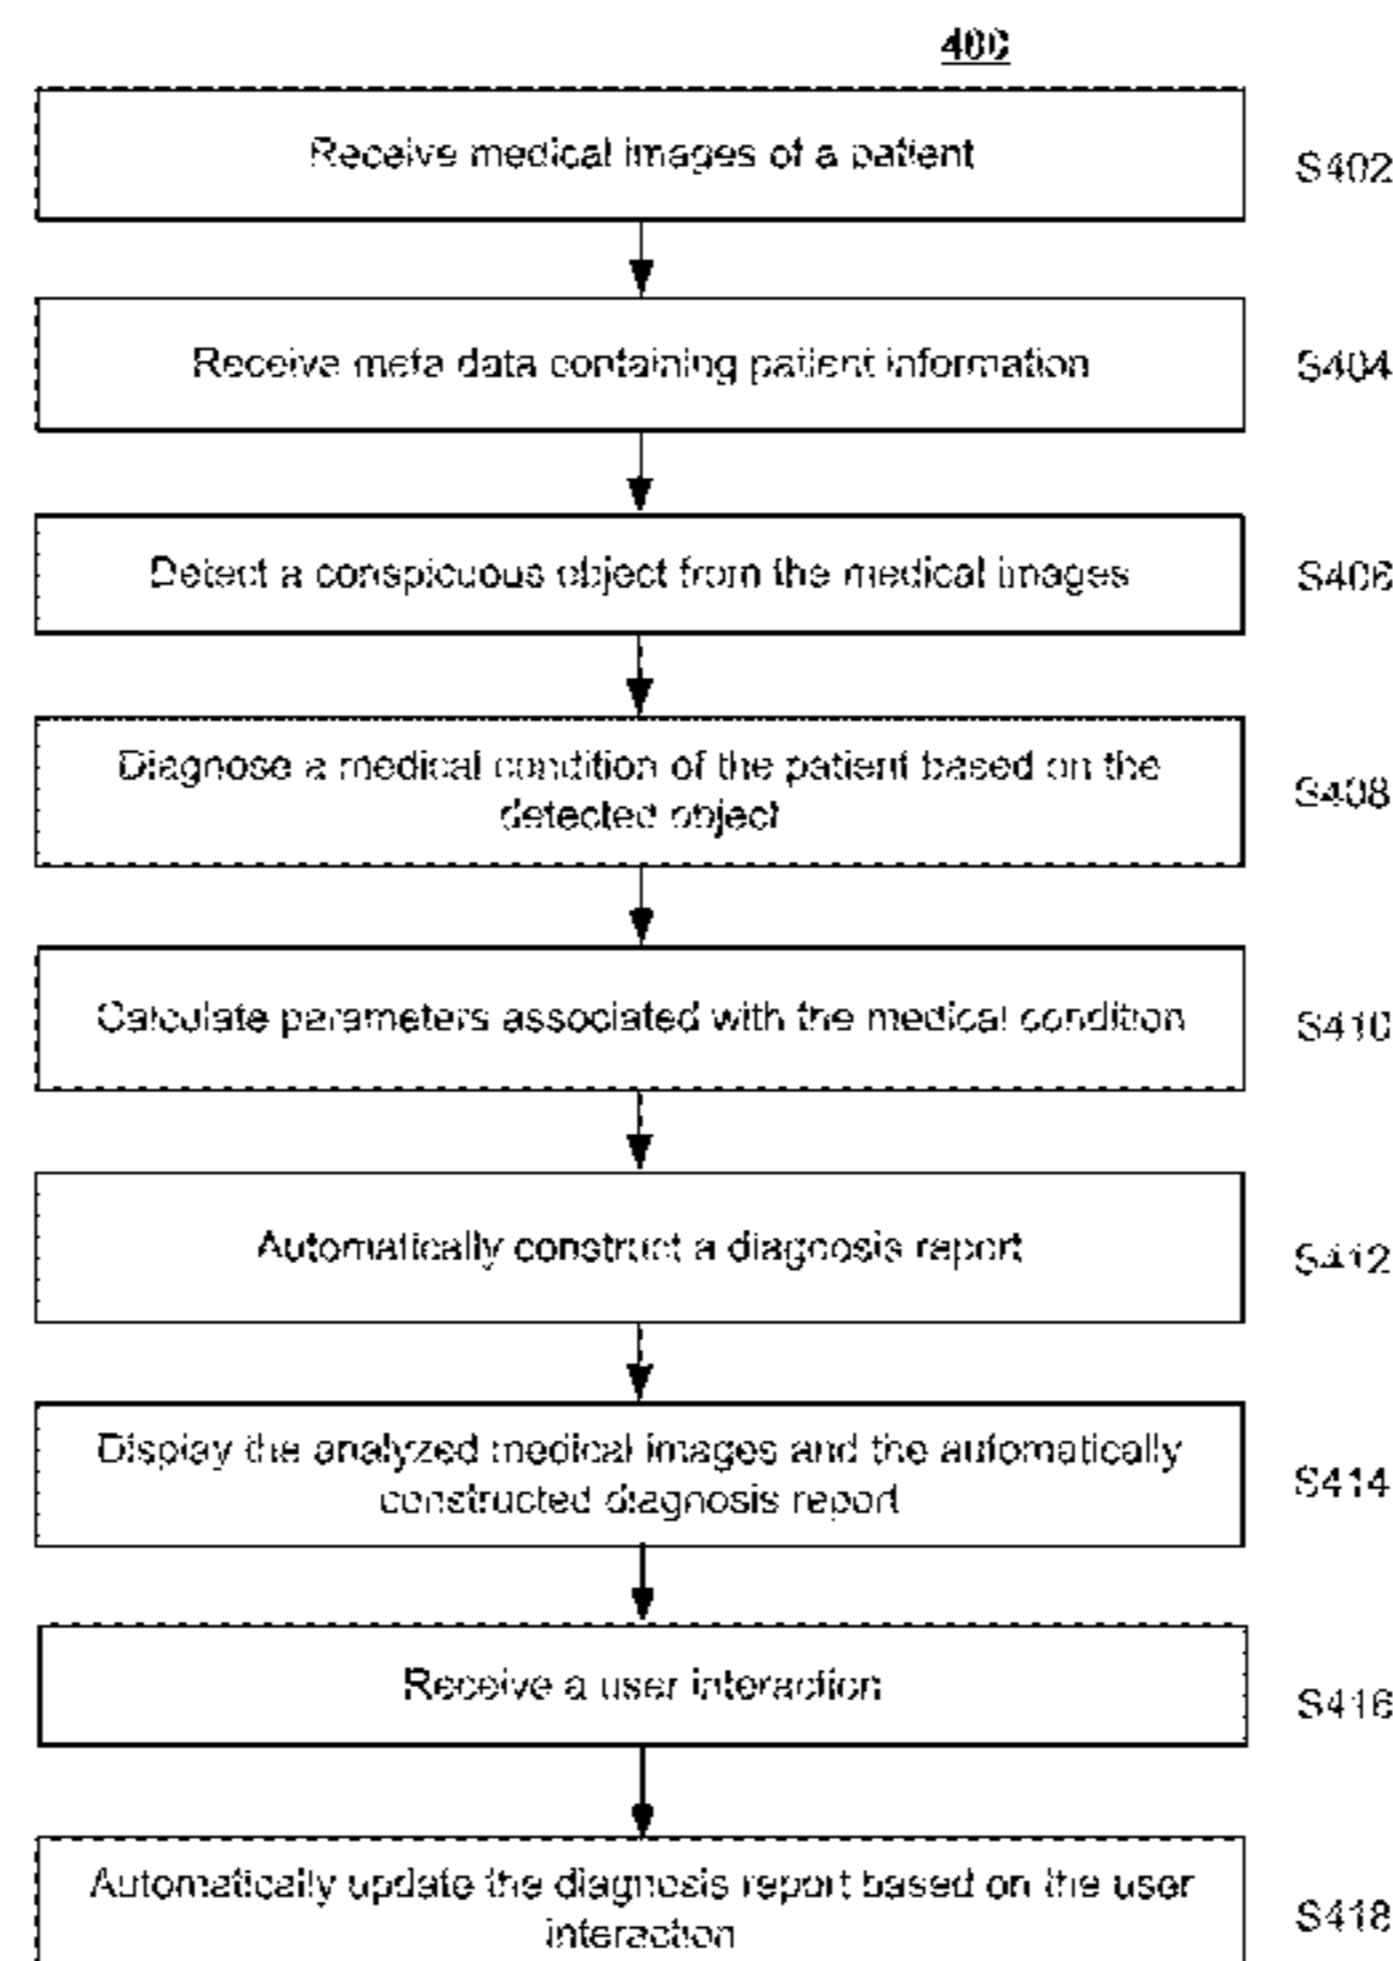 400
Receive medical images of a patient
S402
Receive meta data containing patient information
S404
Detect a conspicuous object from the medical images
S406
Diagnose a medical condition of the patient based on the
detected object
S408
Calculate parameters associated with the medical condition
S410
Automatically construct a diagnosis report
S412
Display the analyzed medical images and the automatically
constructed diagnosis report
S414
Receive a user interaction
S416
Automatically update the diagnosis report based on the user
interaction
S418